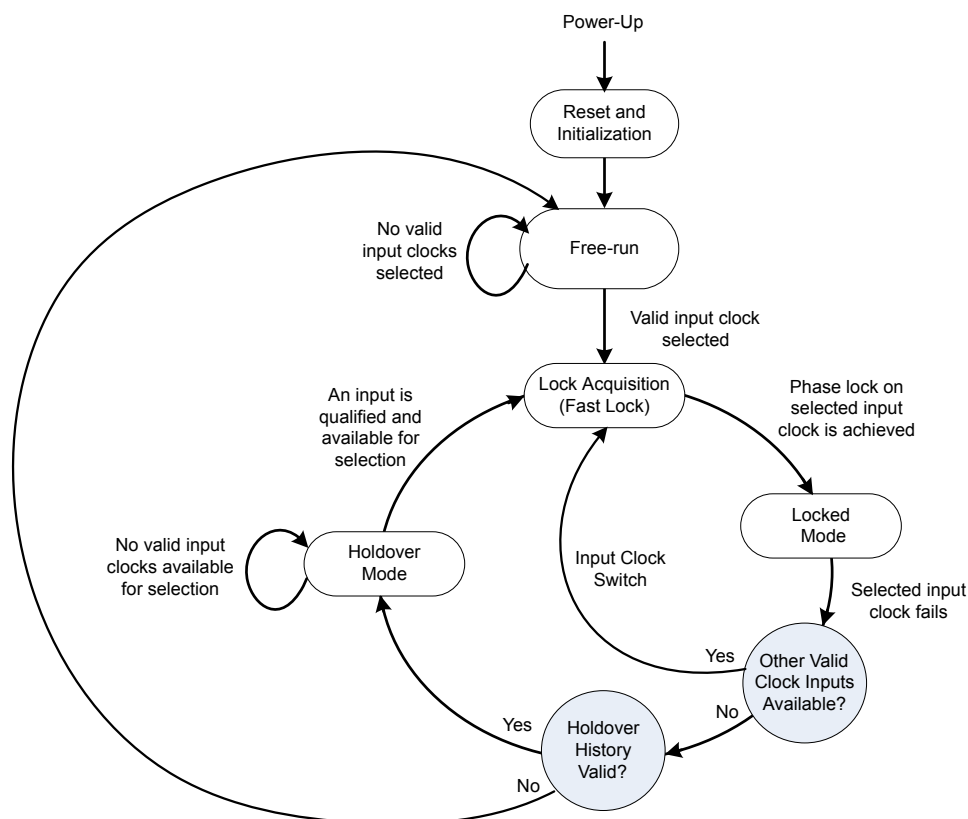 Power-Up
Reset and
Initialization
No valid
input clocks
selected
Free-run
Valid input clock
selected
An input is
qualified and
available for
selection
Lock Acquisition
(Fast Lock)
Phase lock on
selected input
clock is achieved
No valid input
clocks available
for selection
Holdover
Mode
Input Clock
Switch
Locked
Mode
Selected input
clock fails
Yes
Other Valid
Clock Inputs
Available?
No
Yes
Holdover
History
Valid?
No